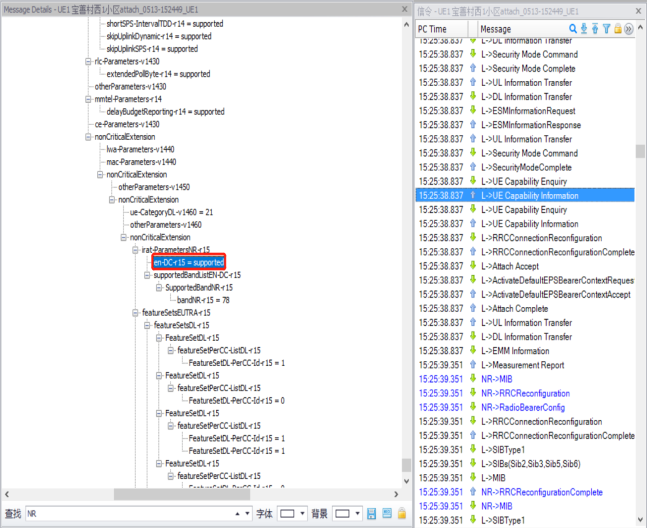 Message Details - UE1 宝蔷村西1小区attach_0513-152449_UE1
shortSPS-IntervalTDD-r14 = supported
skipUplinkDynamic-r14 = supported
skipUplinkSPS-r14 = supported
rlc-Parameters-v1430
extendedPollByte-r14 = supported
otherParameters-v1430
mmtel-Parameters-r14
delayBudgetReporting-r14 = supported
ce-Parameters-v1430
nonCriticalExtension
lwa-Parameters-v1440
mac-Parameters-v1440
nonCriticalExtension
otherParameters-v1450
nonCriticalExtension
ue-CategoryDL-v1460 = 21
otherParameters-v1460
nonCriticalExtension
irat-ParametersNR-r15
en-DC-r15 = supported
supportedBandListEN-DC-r15
SupportedBandNR-r15
bandNR-r15 = 78
featureSetsEUTRA-r15
featureSetsDL-r15
FeatureSetDL-r15
featureSetPerCC-ListDL-r15
FeatureSetDL-PerCC-Id-r15 = 1
FeatureSetDL-r15
featureSetPerCC-ListDL-r15
FeatureSetDL-PerCC-Id-r15 = 0
FeatureSetDL-r15
featureSetPerCC-ListDL-r15
FeatureSetDL-PerCC-Id-r15 = 1
FeatureSetDL-PerCC-Id-r15 = 1
FeatureSetDL-r15
featureSetPerCC-ListDL-r15
查找 NR 字体 背景
信令 - UE1 宝蔷村西1小区attach_0513-152449_UE1
PC Time Message
15:25:38.837 L->DL Information Transfer
15:25:38.837 L->Security Mode Command
15:25:38.837 L->Security Mode Complete
15:25:38.837 L->UL Information Transfer
15:25:38.837 L->DL Information Transfer
15:25:38.837 L->ESMInformationRequest
15:25:38.837 L->ESMInformationResponse
15:25:38.837 L->UL Information Transfer
15:25:38.837 L->Security Mode Command
15:25:38.837 L->SecurityModeComplete
15:25:38.837 L->UE Capability Enquiry
15:25:38.837 L->UE Capability Information
15:25:38.837 L->UE Capability Enquiry
15:25:38.837 L->UE Capability Information
15:25:38.837 L->RRCConnectionReconfiguration
15:25:38.837 L->RRCConnectionReconfigurationComplete
15:25:38.837 L->Attach Accept
15:25:38.837 L->ActivateDefaultEPSBearerContextReques
15:25:38.837 L->ActivateDefaultEPSBearerContextAccept
15:25:38.837 L->Attach Complete
15:25:38.837 L->UL Information Transfer
15:25:38.837 L->DL Information Transfer
15:25:38.837 L->EMM Information
15:25:39.351 L->Measurement Report
15:25:39.351 NR->MIB
15:25:39.351 NR->RRCReconfiguration
15:25:39.351 NR->RadioBearerConfig
15:25:39.351 L->RRCConnectionReconfiguration
15:25:39.351 L->RRCConnectionReconfigurationComplete
15:25:39.351 L->SIBType1
15:25:39.351 L->SIBs(Sib2,Sib3,Sib5,Sib6)
15:25:39.351 L->MIB
15:25:39.351 NR->RRCReconfigurationComplete
15:25:39.351 NR->MIB
15:25:39.351 L->SIBType1